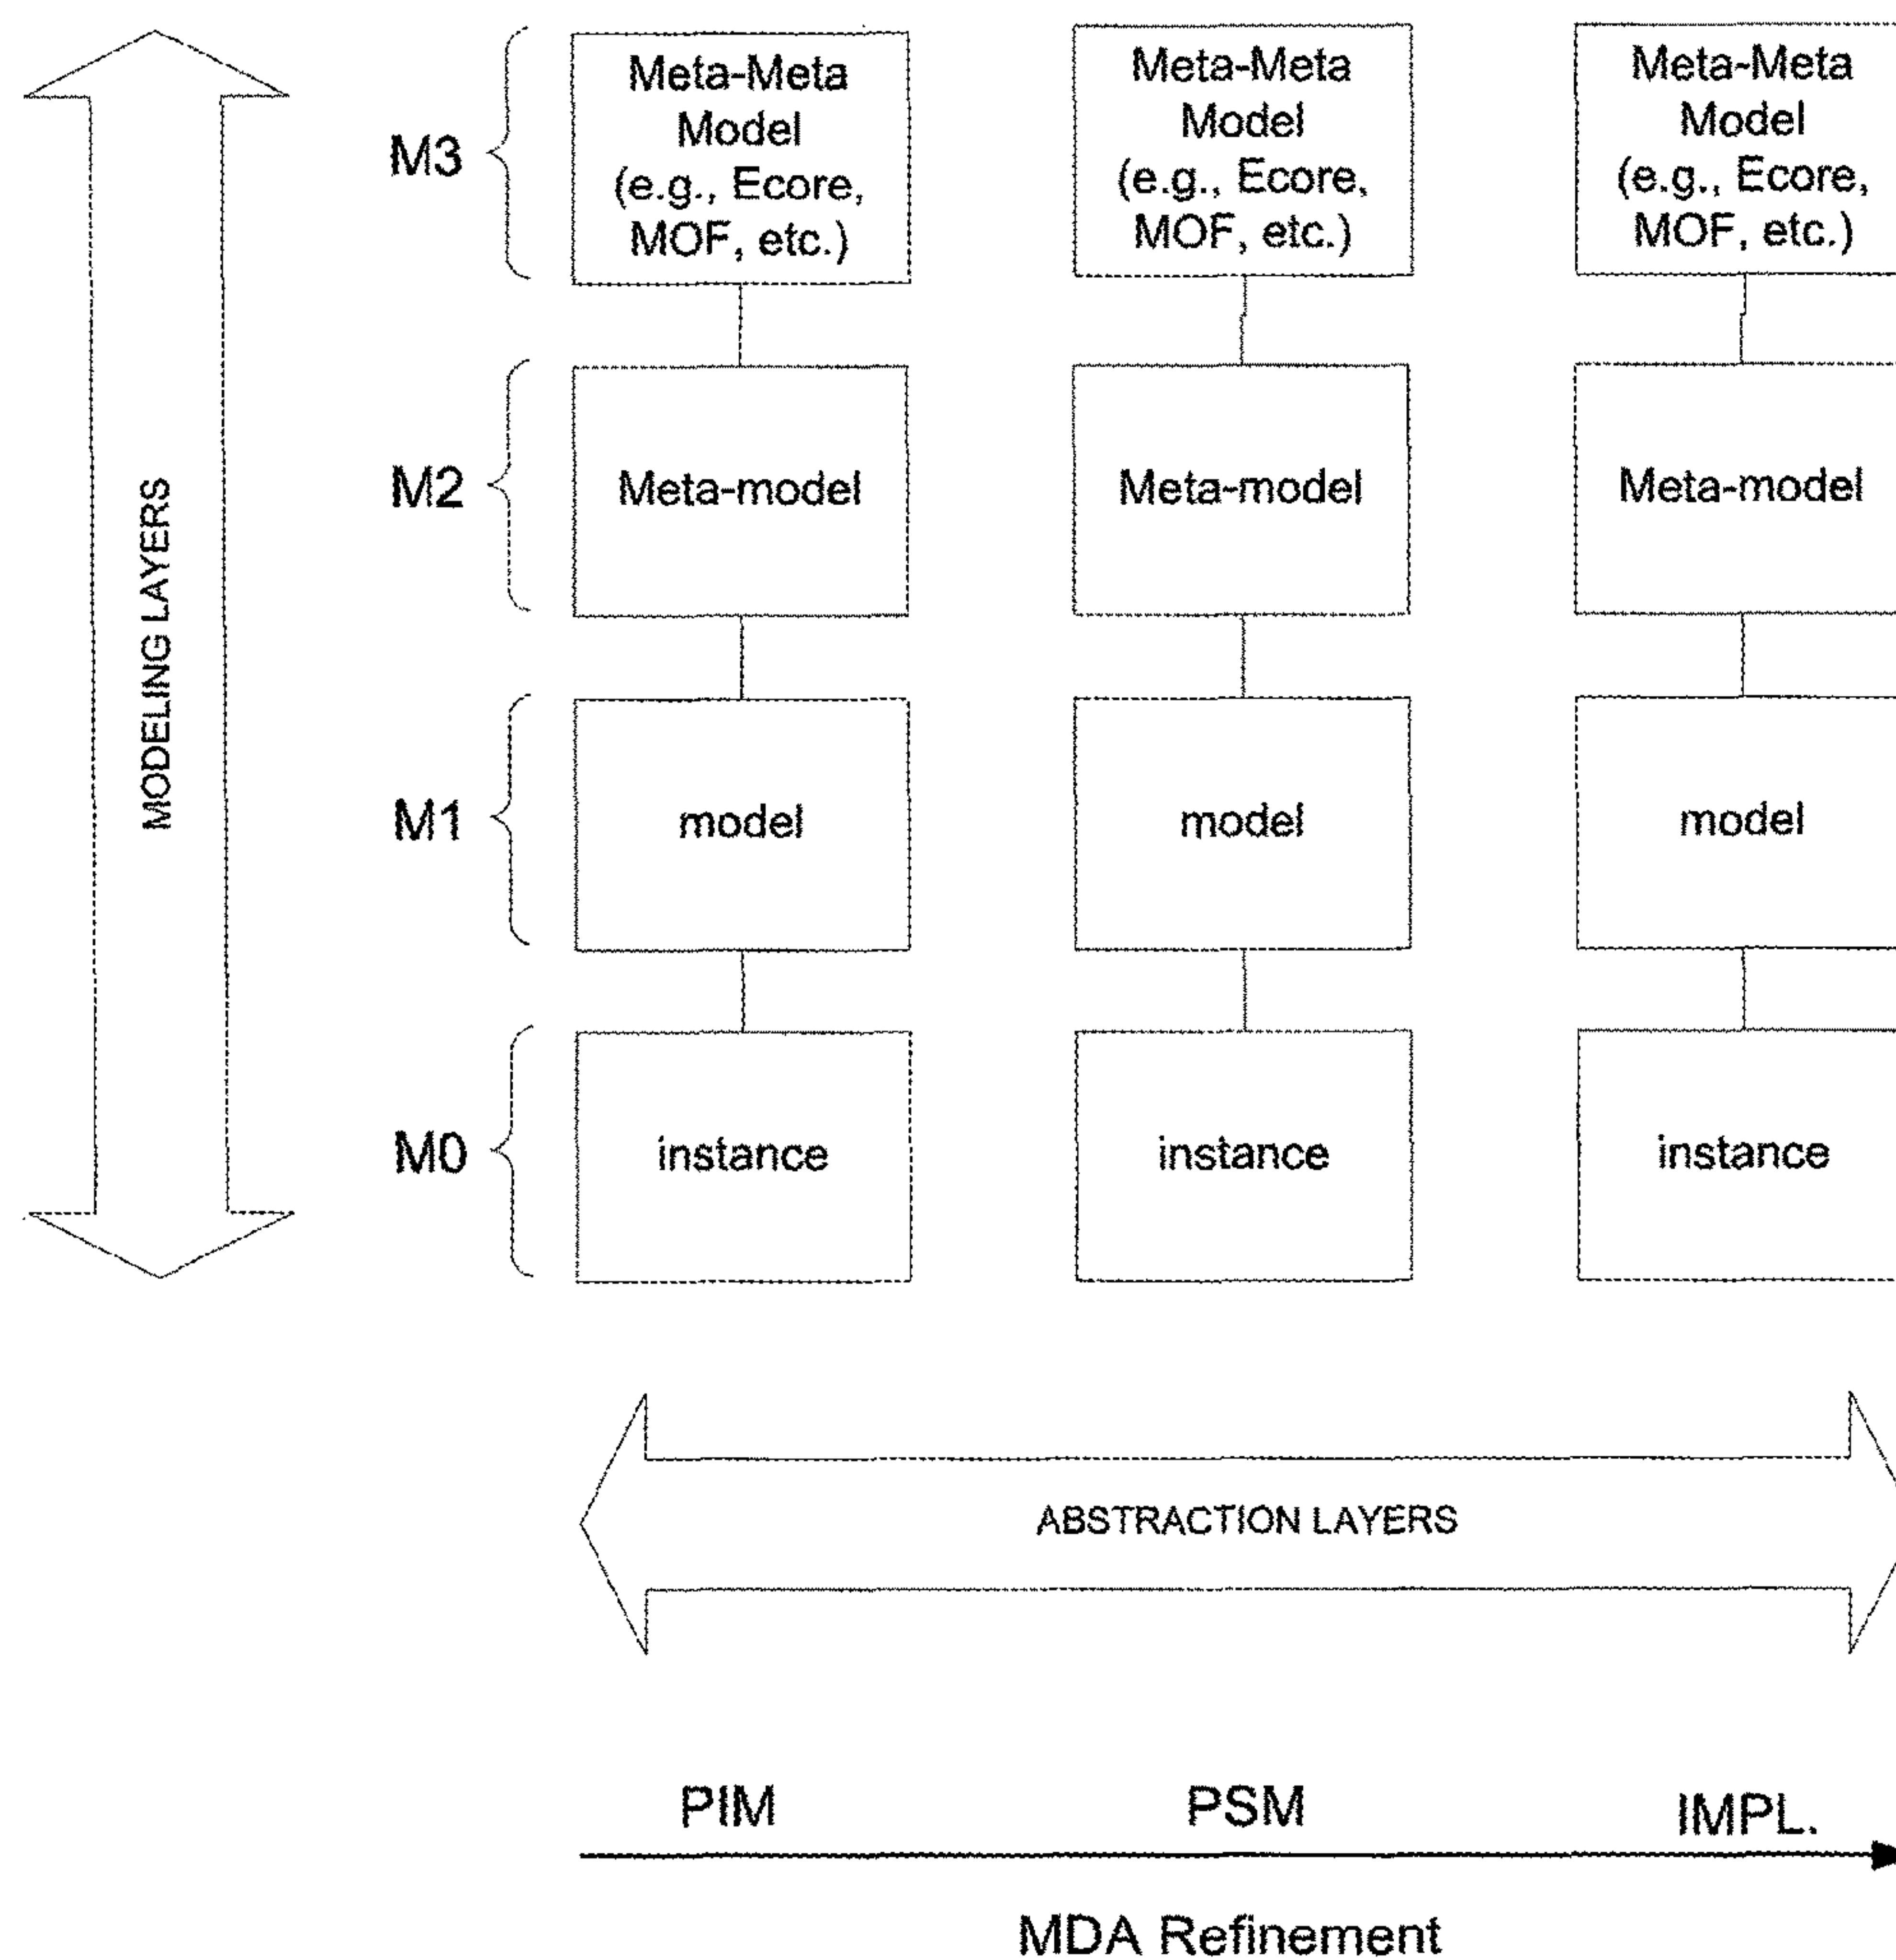 MODELING LAYERS
M3
Meta-Meta
Model
(e.g., Ecore,
MOF, etc.)
Meta-Meta
Model
(e.g., Ecore,
MOF, etc.)
Meta-Meta
Model
(e.g., Ecore,
MOF, etc.)
M2
Meta-model
Meta-model
Meta-model
M1
model
model
model
M0
instance
instance
instance
ABSTRACTION LAYERS
PIM
PSM
IMPL.
MDA Refinement